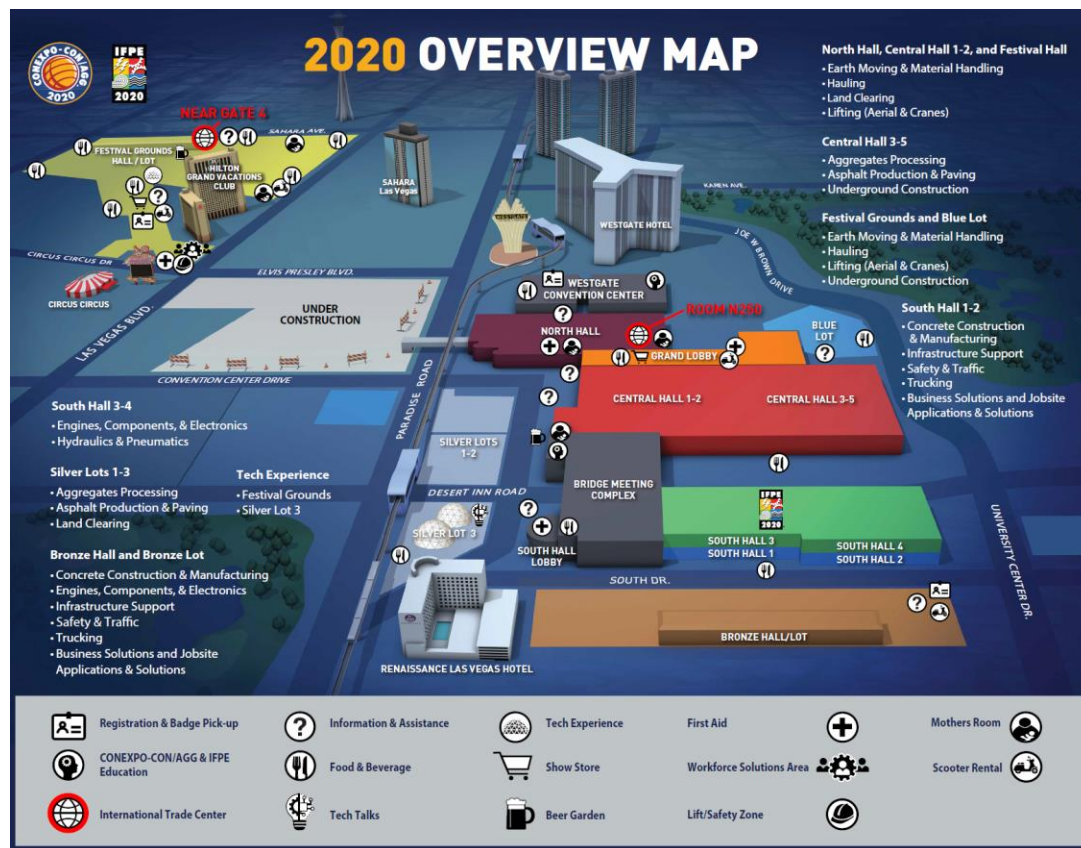 2020 OVERVIEW MAP
CONEXPO-CON/AGG
2020
IFPE
2020
North Hall, Central Hall 1-2, and Festival Hall
• Earth Moving & Material Handling
• Hauling
• Land Clearing
• Lifting (Aerial & Cranes)
Central Hall 3-5
• Aggregates Processing
• Asphalt Production & Paving
• Underground Construction
Festival Grounds and Blue Lot
• Earth Moving & Material Handling
• Hauling
• Lifting (Aerial & Cranes)
• Underground Construction
South Hall 1-2
• Concrete Construction
& Manufacturing
• Infrastructure Support
• Safety & Traffic
• Trucking
• Business Solutions and Jobsite
Applications & Solutions
NEAR GATE 4
SAHARA AVE.
FESTIVAL GROUNDS
HALL / LOT
HILTON
GRAND VACATIONS
CLUB
SAHARA
Las Vegas
WESTGATE
WESTGATE HOTEL
KAREN AVE.
JOE W BROWN DRIVE
CIRCUS CIRCUS DR
CIRCUS CIRCUS
ELVIS PRESLEY BLVD.
LAS VEGAS BLVD.
UNDER
CONSTRUCTION
CONVENTION CENTER DRIVE
PARADISE ROAD
WESTGATE
CONVENTION CENTER
ROOM N250
NORTH HALL
GRAND LOBBY
BLUE
LOT
CENTRAL HALL 1-2
CENTRAL HALL 3-5
SILVER LOTS
1-2
DESERT INN ROAD
BRIDGE MEETING
COMPLEX
SILVER LOT 3
SOUTH HALL
LOBBY
IFPE
2020
SOUTH HALL 3
SOUTH HALL 1
SOUTH HALL 4
SOUTH HALL 2
SOUTH DR.
UNIVERSITY CENTER DR.
BRONZE HALL/LOT
RENAISSANCE LAS VEGAS HOTEL
South Hall 3-4
• Engines, Components, & Electronics
• Hydraulics & Pneumatics
Silver Lots 1-3
• Aggregates Processing
• Asphalt Production & Paving
• Land Clearing
Tech Experience
• Festival Grounds
• Silver Lot 3
Bronze Hall and Bronze Lot
• Concrete Construction & Manufacturing
• Engines, Components, & Electronics
• Infrastructure Support
• Safety & Traffic
• Trucking
• Business Solutions and Jobsite
Applications & Solutions
Registration & Badge Pick-up
Information & Assistance
Tech Experience
First Aid
Mothers Room
CONEXPO-CON/AGG & IFPE
Education
Food & Beverage
Show Store
Workforce Solutions Area
Scooter Rental
International Trade Center
Tech Talks
Beer Garden
Lift/Safety Zone